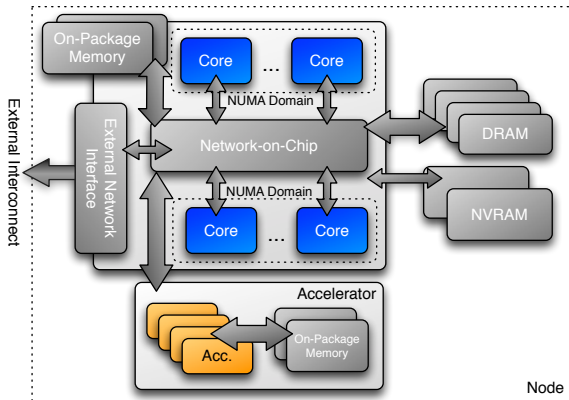 On-Package
Memory
Core
...
Core
NUMA Domain
External Interconnect
External Network
Interface
Network-on-Chip
DRAM
NUMA Domain
Core
...
Core
NVRAM
Accelerator
Acc.
On-Package
Memory
Node